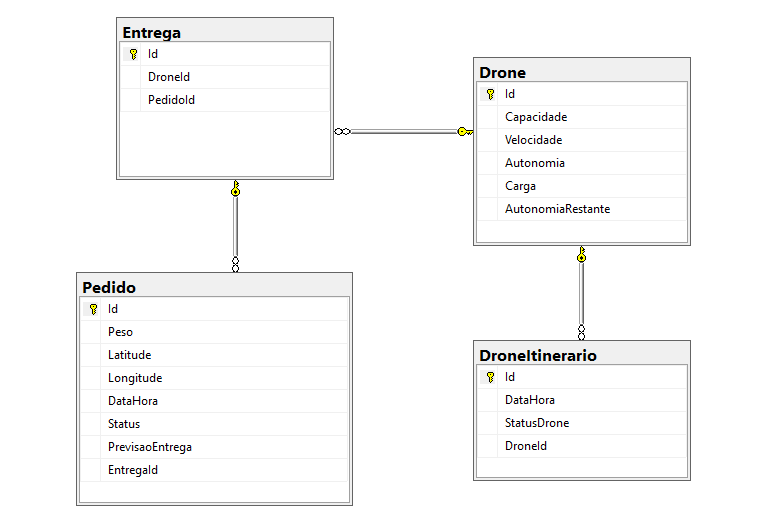 Entrega
Id
DroneId
PedidoId
Drone
Id
Capacidade
Velocidade
Autonomia
Carga
AutonomiaRestante
Pedido
Id
Peso
Latitude
Longitude
DataHora
Status
PrevisaoEntrega
EntregaId
DroneItinerario
Id
DataHora
StatusDrone
DroneId